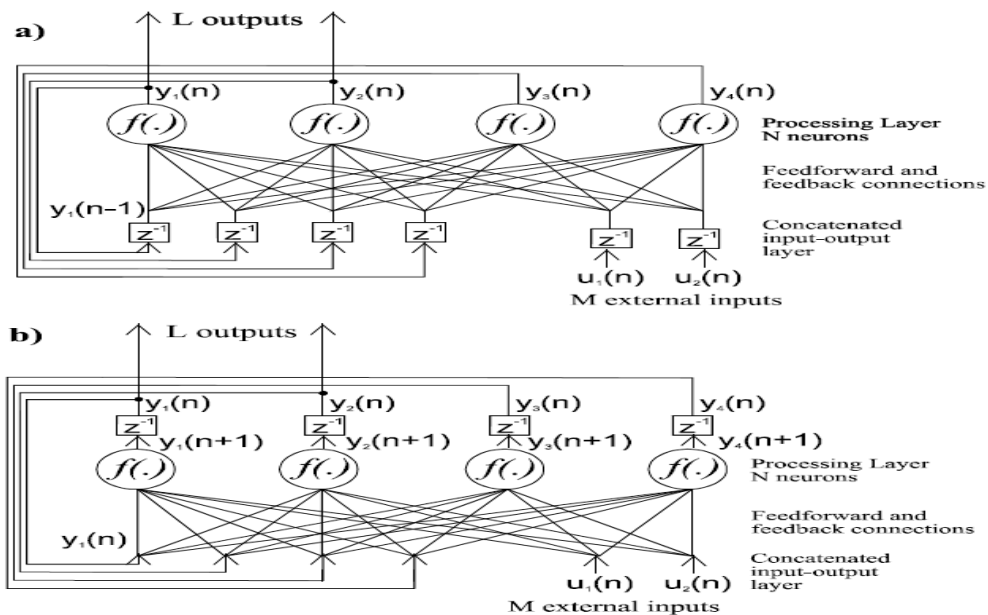 a)
L outputs
y₁(n)
y₂(n)
y₃(n)
y₄(n)
f(.)
f(.)
f(.)
f(.)
Processing Layer
N neurons
Feedforward and
feedback connections
y₁(n-1)
z⁻¹
z⁻¹
z⁻¹
z⁻¹
z⁻¹
z⁻¹
Concatenated
input-output
layer
u₁(n)
u₂(n)
M external inputs
b)
L outputs
y₁(n)
y₂(n)
y₃(n)
y₄(n)
z⁻¹
z⁻¹
z⁻¹
z⁻¹
y₁(n+1)
y₂(n+1)
y₃(n+1)
y₄(n+1)
f(.)
f(.)
f(.)
f(.)
Processing Layer
N neurons
Feedforward and
feedback connections
y₁(n)
Concatenated
input-output
layer
u₁(n)
u₂(n)
M external inputs